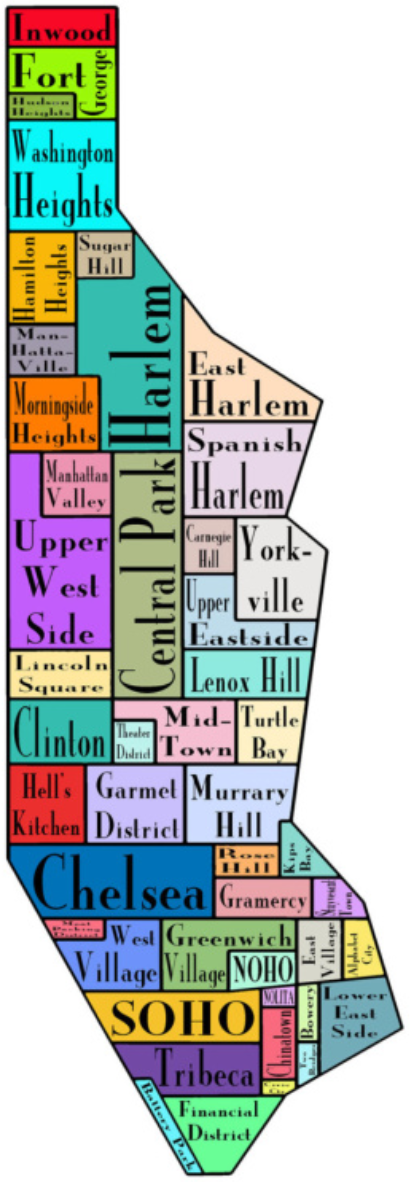 Inwood
Fort
George
Hudson
Heights
Washington
Heights
Hamilton
Heights
Sugar
Hill
Harlem
Man-
Hatta-
Ville
East
Harlem
Morningside
Heights
Spanish
Harlem
Manhattan
Valley
Central Park
Upper
West
Side
Carnegie
Hill
York-
ville
Upper
Eastside
Lincoln
Square
Lenox Hill
Clinton
Theater
District
Mid-
Town
Turtle
Bay
Hell's
Kitchen
Garmet
District
Murrary
Hill
Chelsea
Rose
Hill
Kips
Bay
Gramercy
Stuyvesant
Town
Meat
Packing
District
West
Village
Greenwich
Village
NOHO
East
Village
Alphabet
City
SOHO
NOLITA
Chinatown
Bowery
Lower
East
Side
Two
Bridges
Tribeca
Battery Park
Financial
District